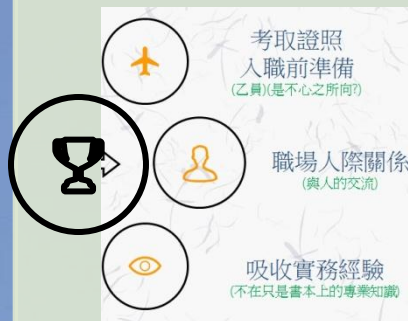 考取證照
入職前準備
(乙員)(是不心之所向?)
職場人際關係
(與人的交流)
吸收實務經驗
(不在只是書本上的專業知識)